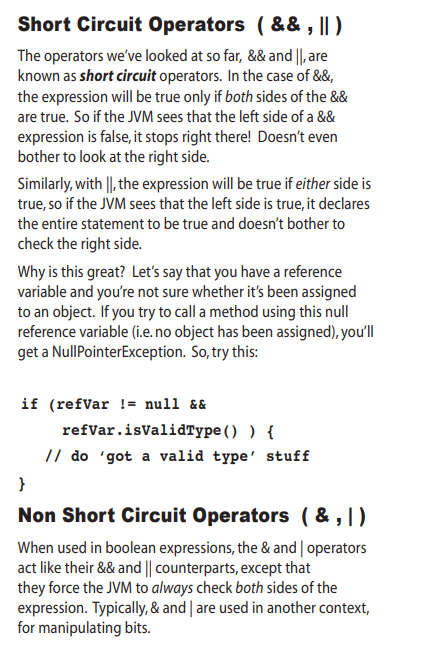 Short Circuit Operators ( && , || )
The operators we've looked at so far, && and ||, are
known as short circuit operators. In the case of &&,
the expression will be true only if both sides of the &&
are true. So if the JVM sees that the left side of a &&
expression is false, it stops right there! Doesn't even
bother to look at the right side.
Similarly, with ||, the expression will be true if either side is
true, so if the JVM sees that the left side is true, it declares
the entire statement to be true and doesn't bother to
check the right side.
Why is this great? Let's say that you have a reference
variable and you're not sure whether it's been assigned
to an object. If you try to call a method using this null
reference variable (i.e. no object has been assigned), you'll
get a NullPointerException. So, try this:
if (refVar != null &&
refVar.isValidType() ) {
// do ‘got a valid type’ stuff
}
Non Short Circuit Operators ( & , | )
When used in boolean expressions, the & and | operators
act like their && and || counterparts, except that
they force the JVM to always check both sides of the
expression. Typically, & and | are used in another context,
for manipulating bits.